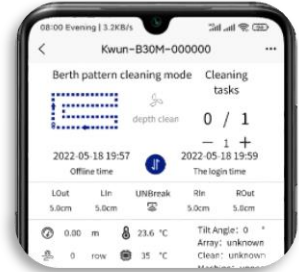 08:00 Evening | 3.2KB/s
Kwun-B30M-000000
Berth pattern cleaning mode
Cleaning tasks
depth clean
0 / 1
— 1 +
2022-05-18 19:57
Offline time
2022-05-18 19:59
The login time
LOut LIn UNBreak RIn ROut
5.0cm 5.0cm 5.0cm 5.0cm
0.00 m 23.6 °C Tilt Angle: 0 °
Array: unknown
0 row 35 °C Clean: unknown